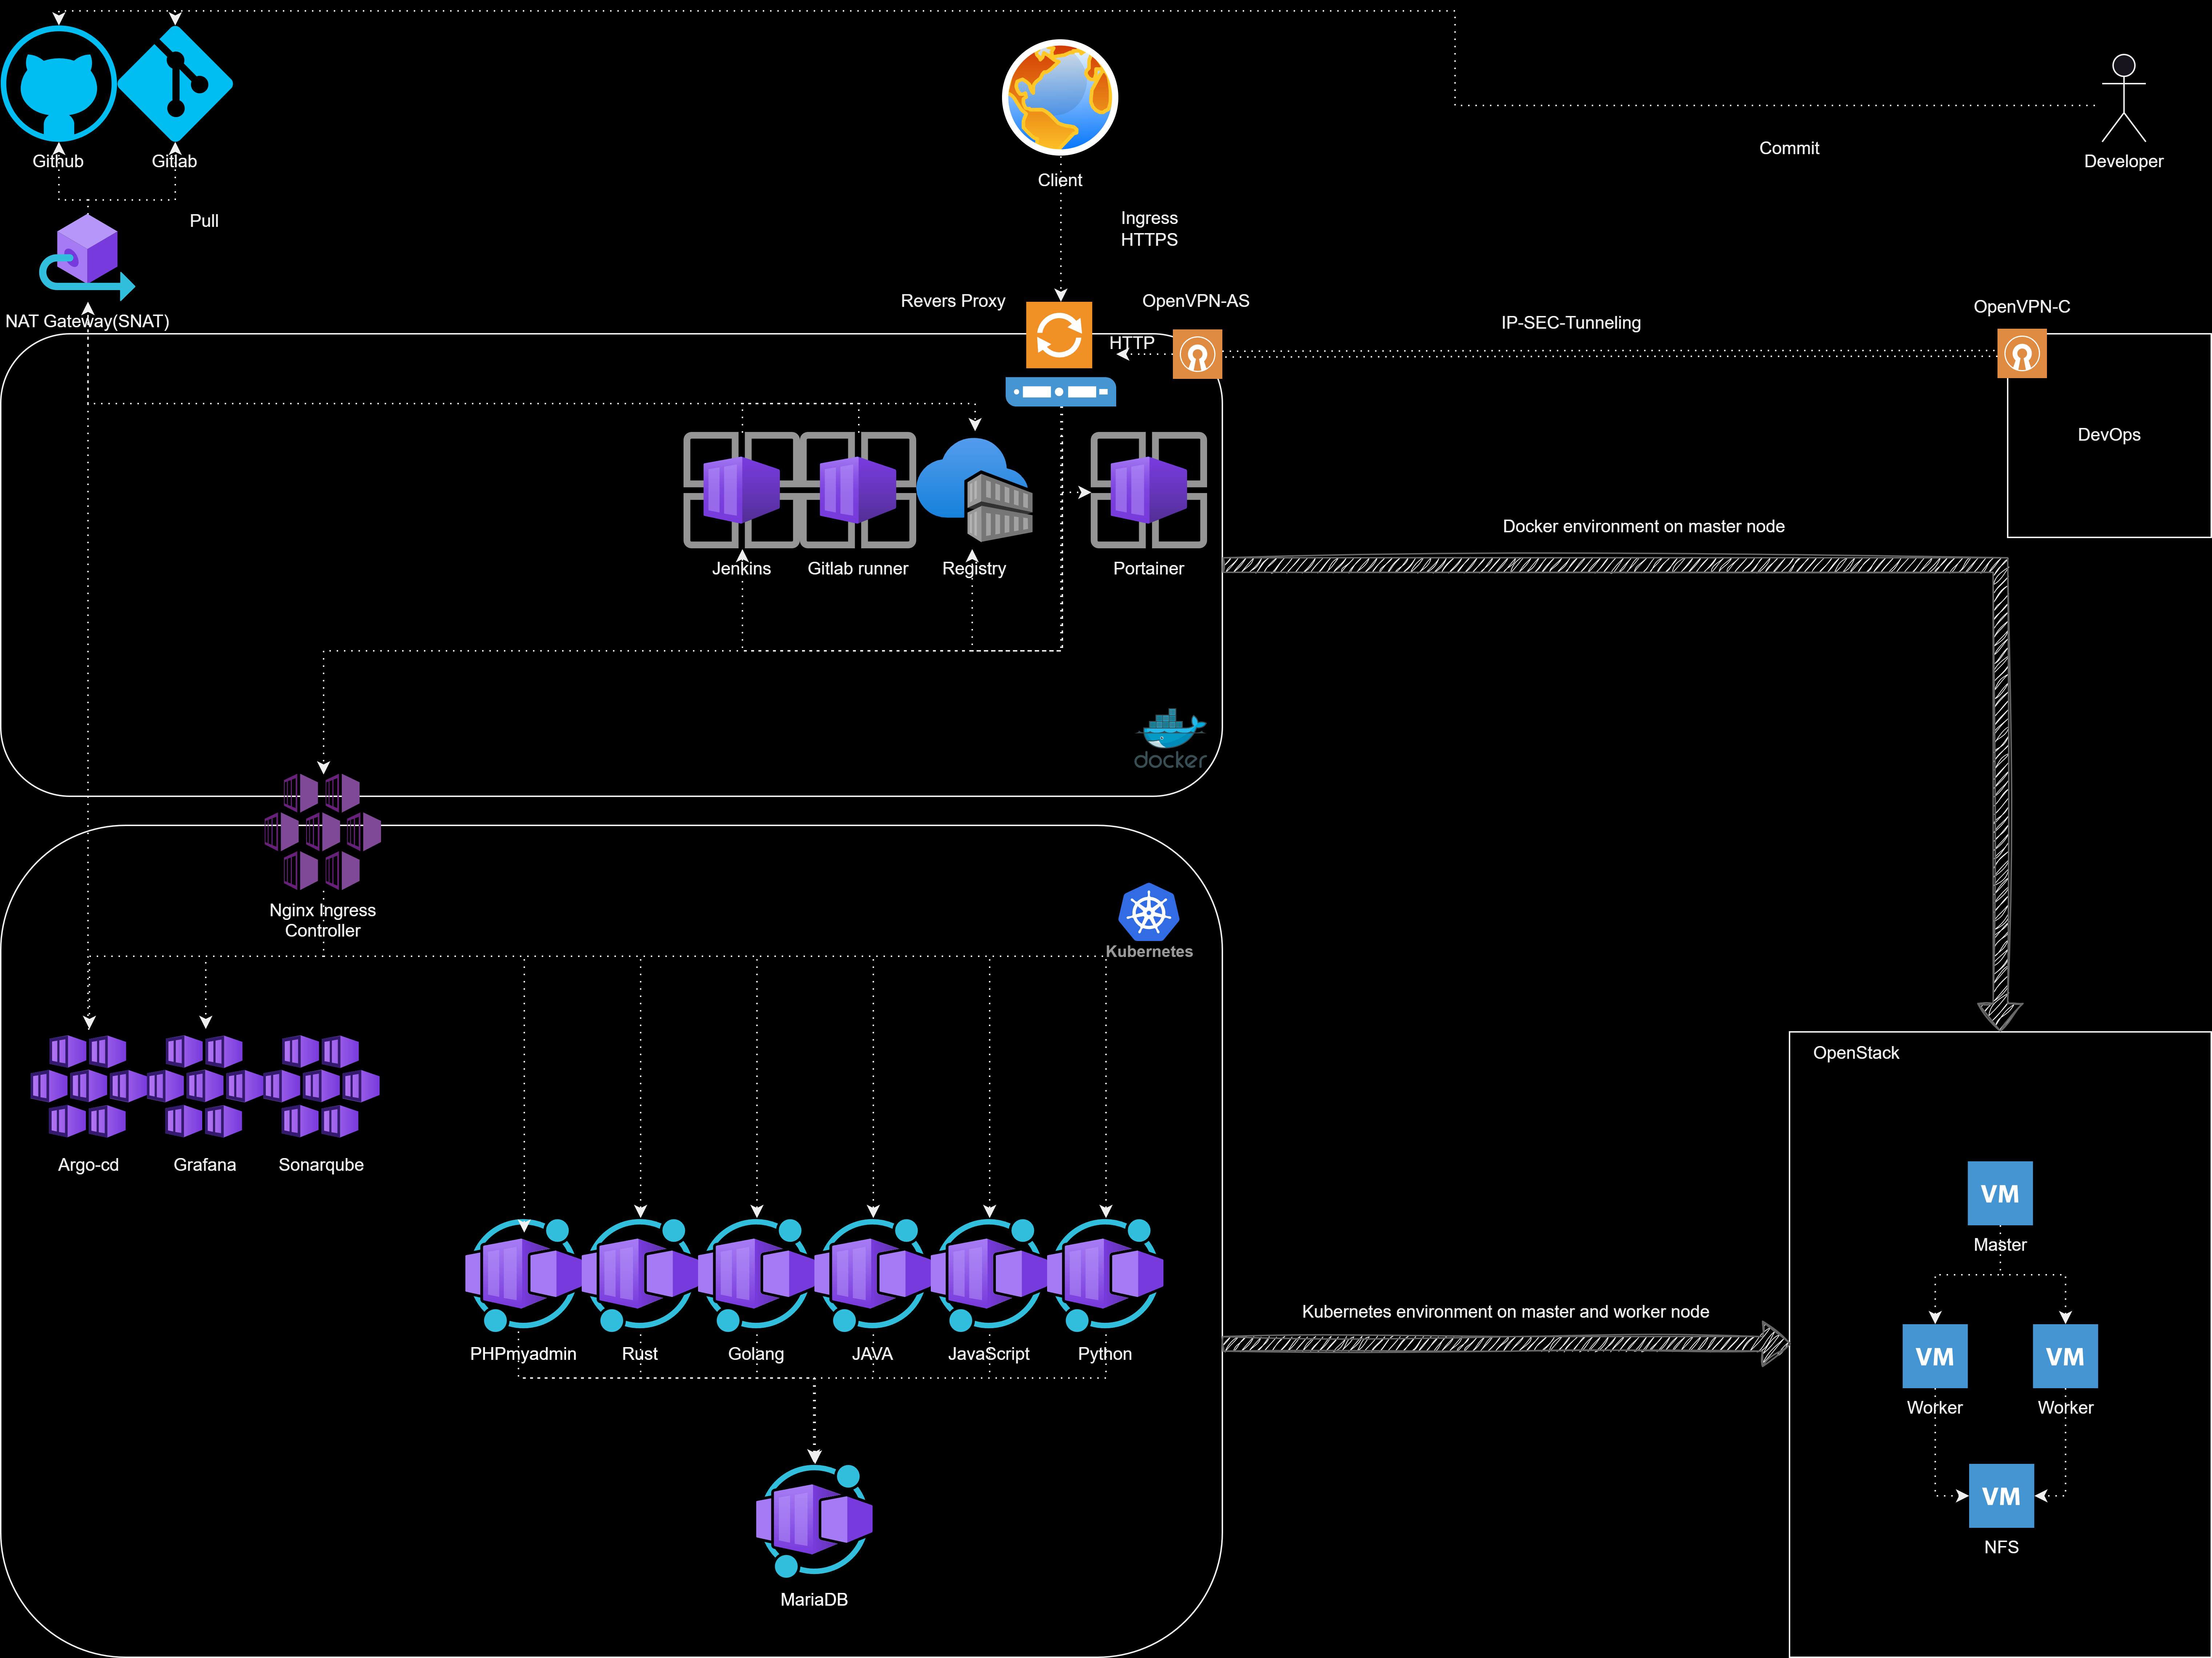 Github
Gitlab
Client
Commit
Developer
Pull
Ingress
HTTPS
NAT Gateway(SNAT)
Revers Proxy
OpenVPN-AS
HTTP
IP-SEC-Tunneling
OpenVPN-C
DevOps
Jenkins
Gitlab runner
Registry
Portainer
Docker environment on master node
docker
Nginx Ingress
Controller
Kubernetes
Argo-cd
Grafana
Sonarqube
OpenStack
VM
Master
VM
VM
Worker
Worker
VM
NFS
Kubernetes environment on master and worker node
PHPmyadmin
Rust
Golang
JAVA
JavaScript
Python
MariaDB